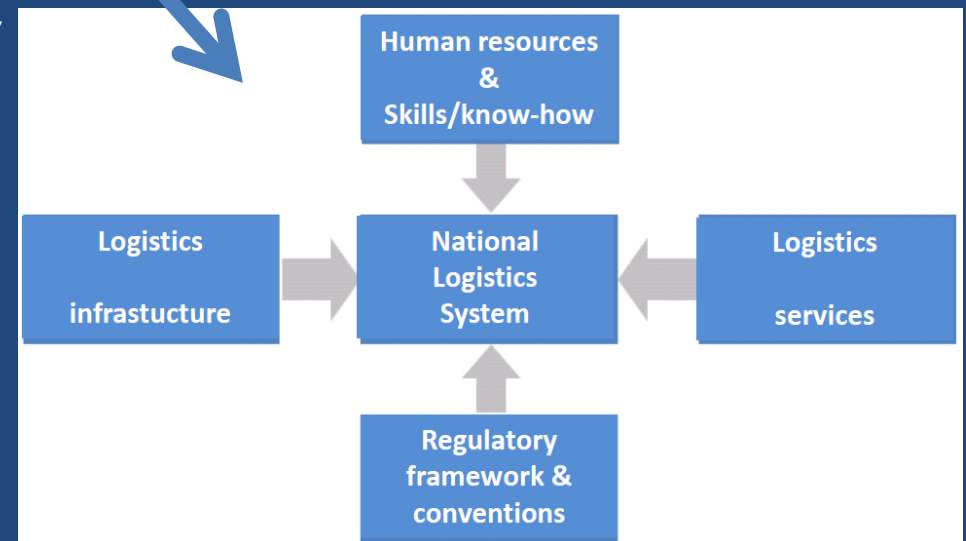 Human resources
&
Skills/know-how
Logistics
infrastucture
National
Logistics
System
Logistics
services
Regulatory
framework &
conventions